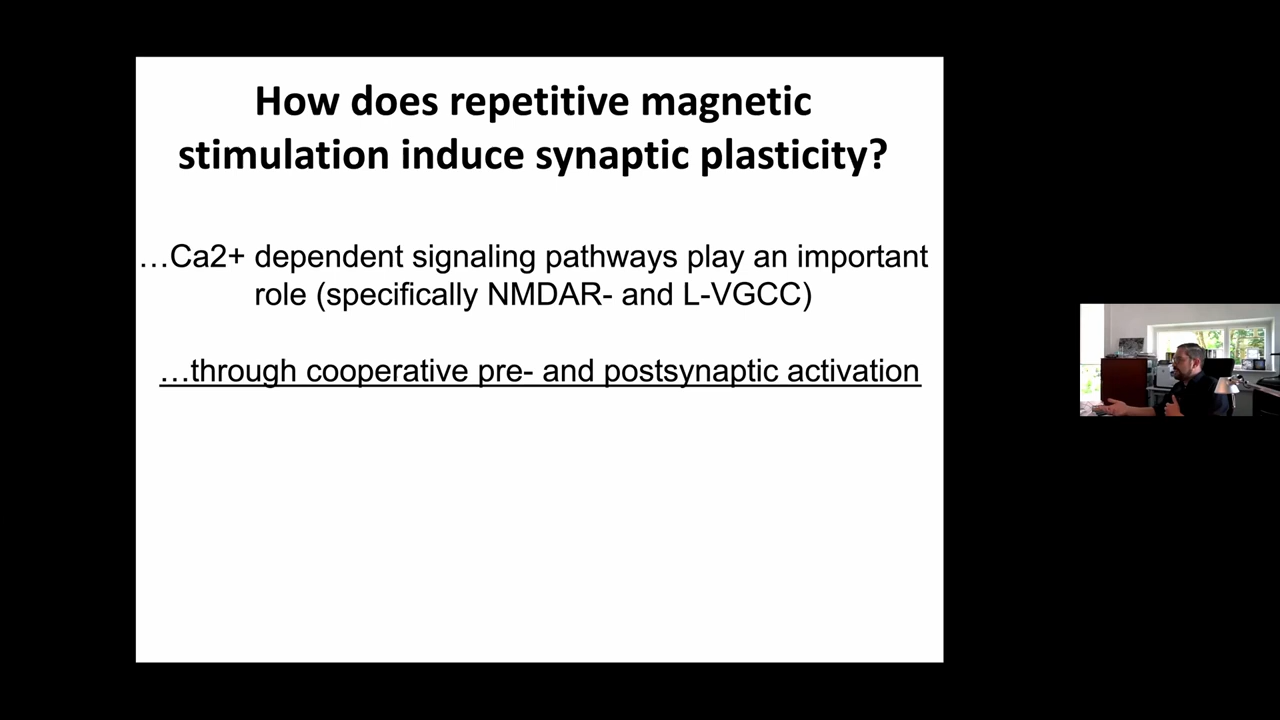 How does repetitive magnetic
stimulation induce synaptic plasticity?
…Ca2+ dependent signaling pathways play an important
role (specifically NMDAR- and L-VGCC)
…through cooperative pre- and postsynaptic activation